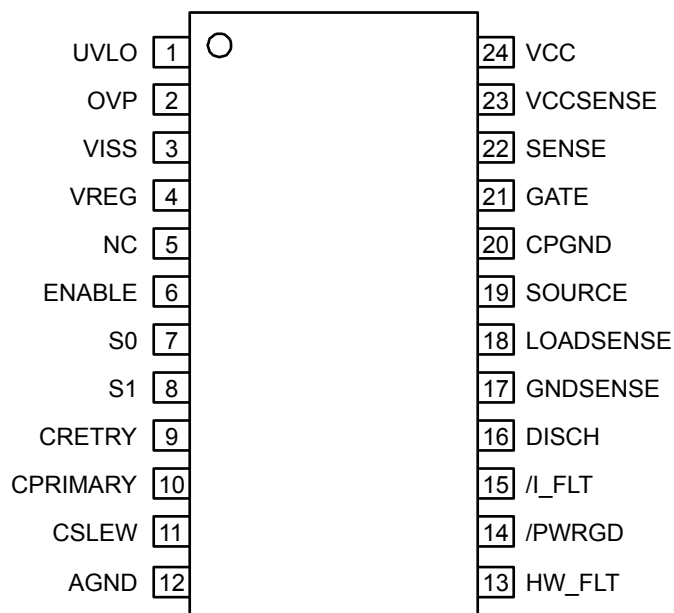 UVLO 1 24 VCC
OVP 2 23 VCCSENSE
VISS 3 22 SENSE
VREG 4 21 GATE
NC 5 20 CPGND
ENABLE 6 19 SOURCE
S0 7 18 LOADSENSE
S1 8 17 GNDSENSE
CRETRY 9 16 DISCH
CPRIMARY 10 15 /I_FLT
CSLEW 11 14 /PWRGD
AGND 12 13 HW_FLT